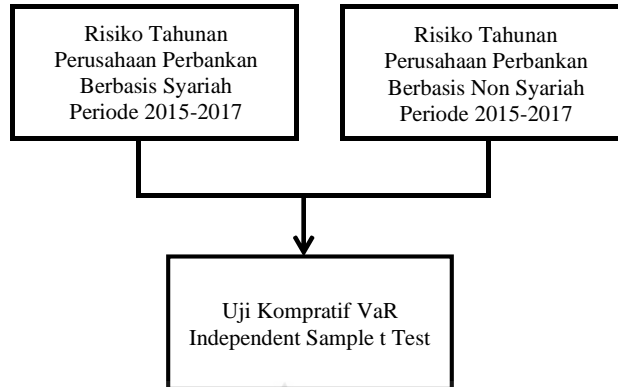 Risiko Tahunan
Perusahaan Perbankan
Berbasis Syariah
Periode 2015-2017
Risiko Tahunan
Perusahaan Perbankan
Berbasis Non Syariah
Periode 2015-2017
Uji Kompratif VaR
Independent Sample t Test